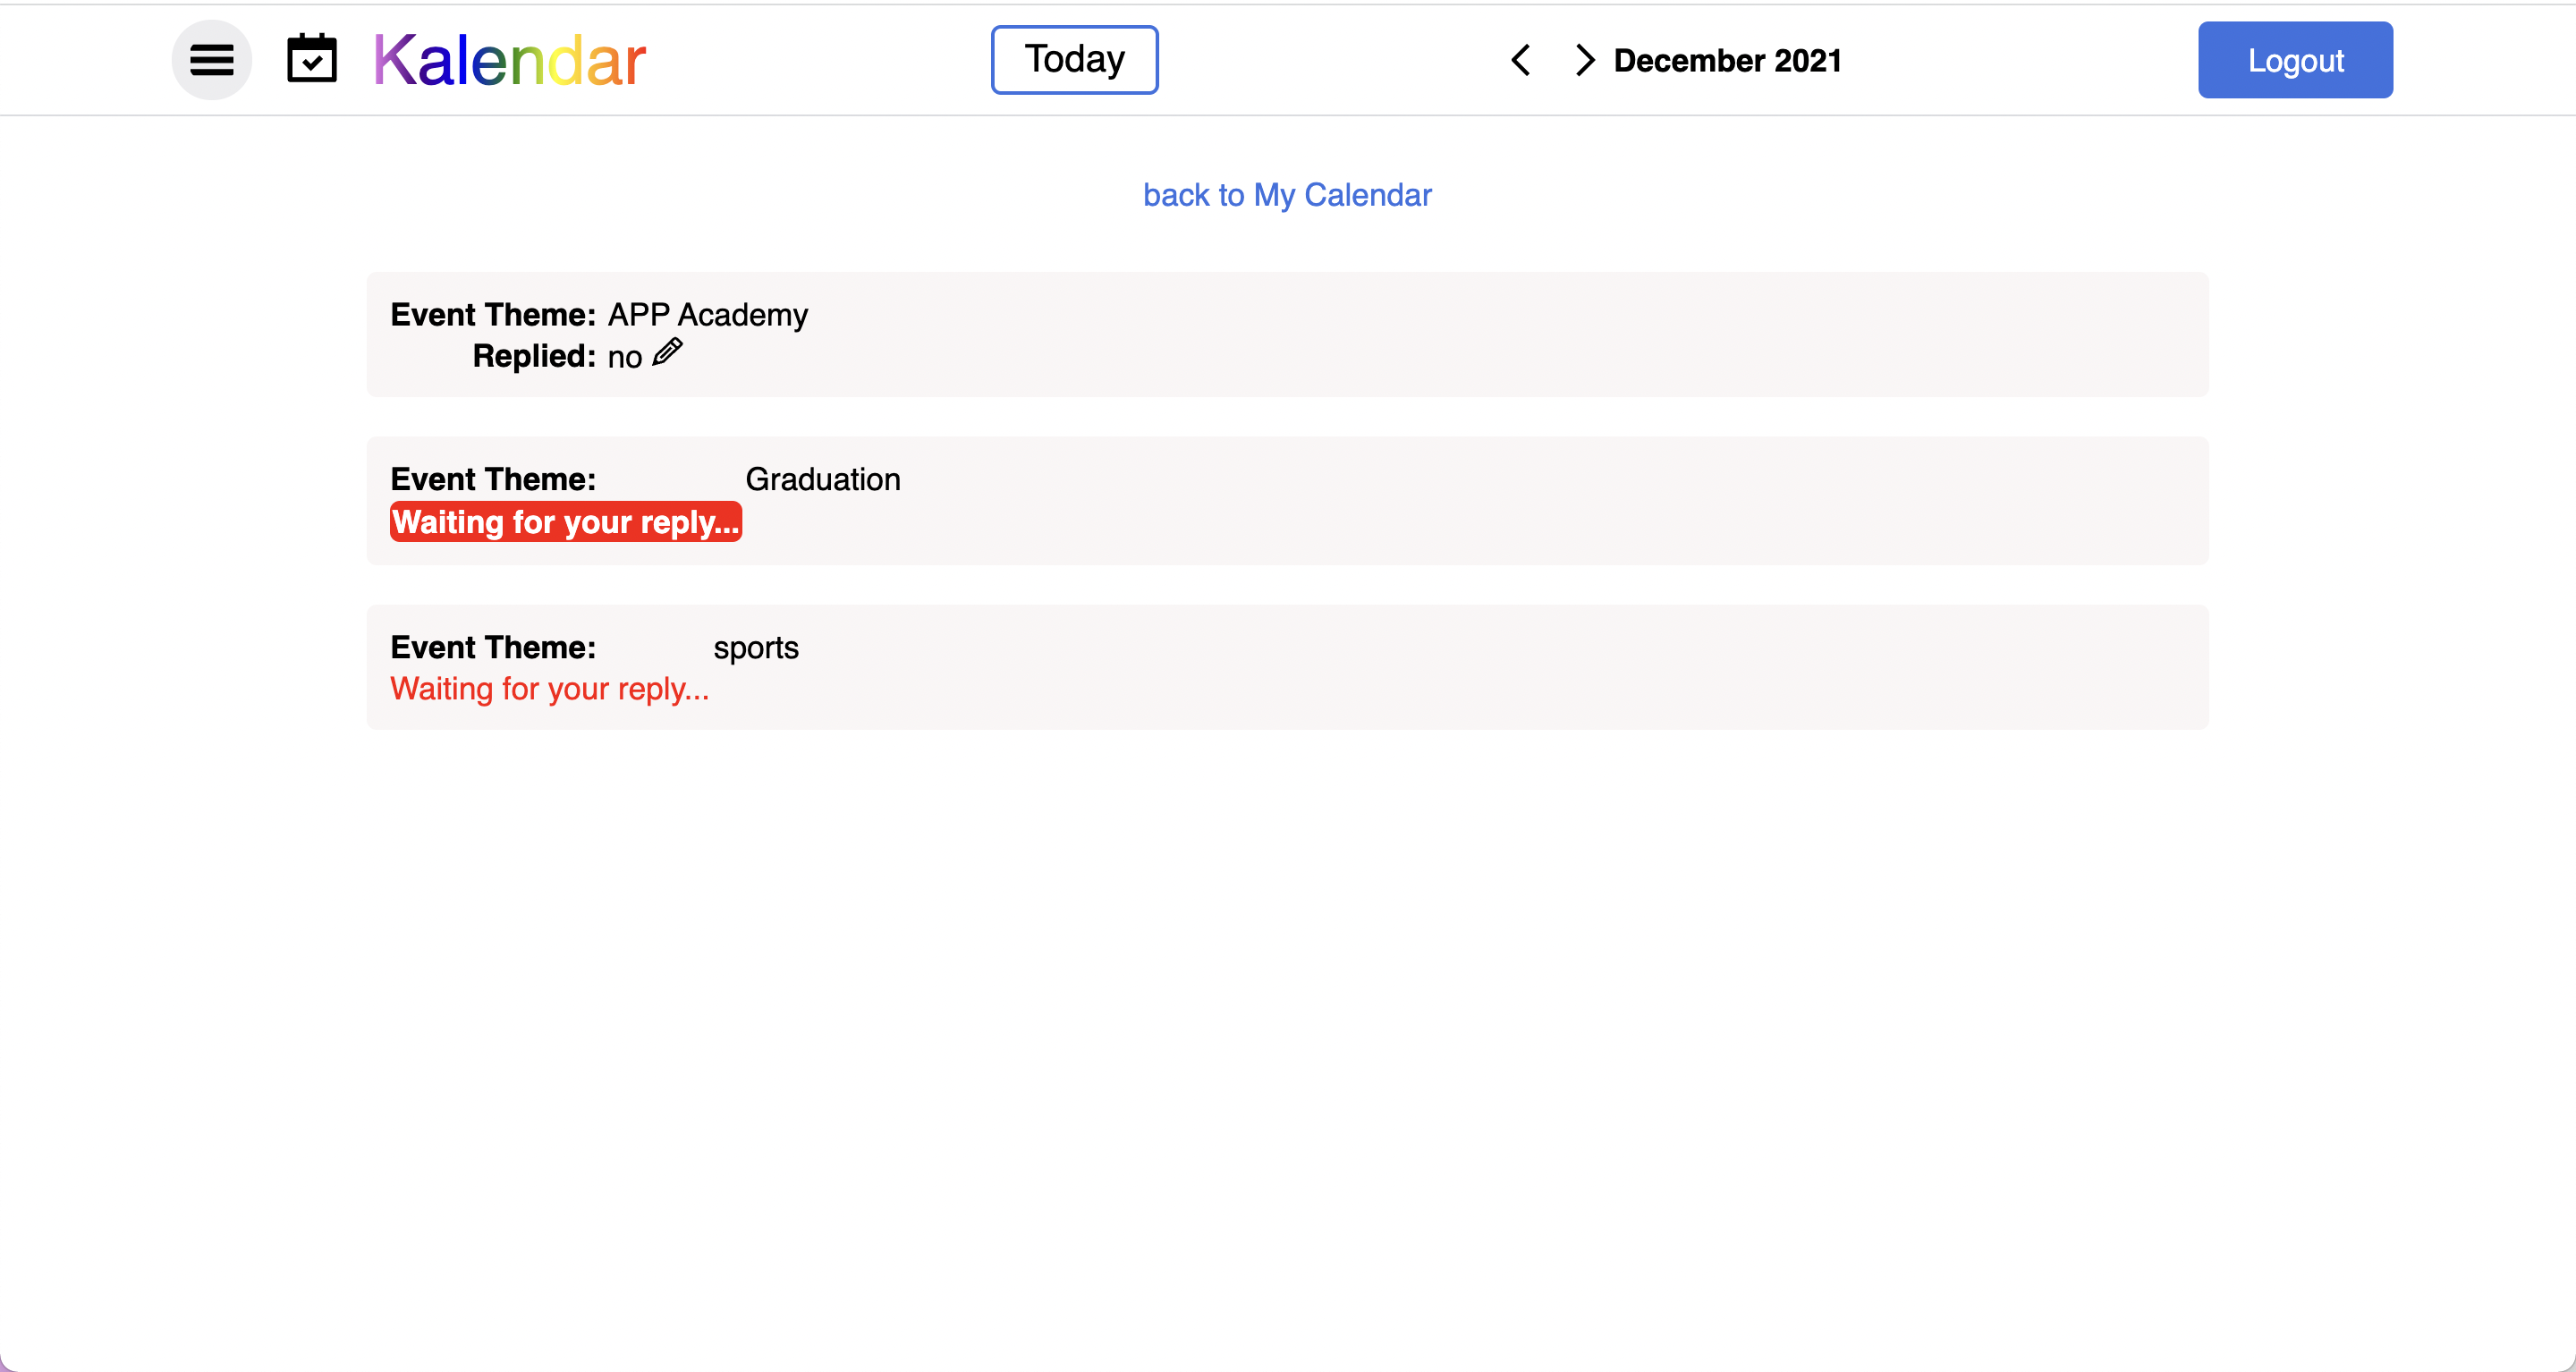 Kalendar
Today
December 2021
Logout
back to My Calendar
Event Theme: APP Academy
Replied: no
Event Theme: Graduation
Waiting for your reply...
Event Theme: sports
Waiting for your reply...